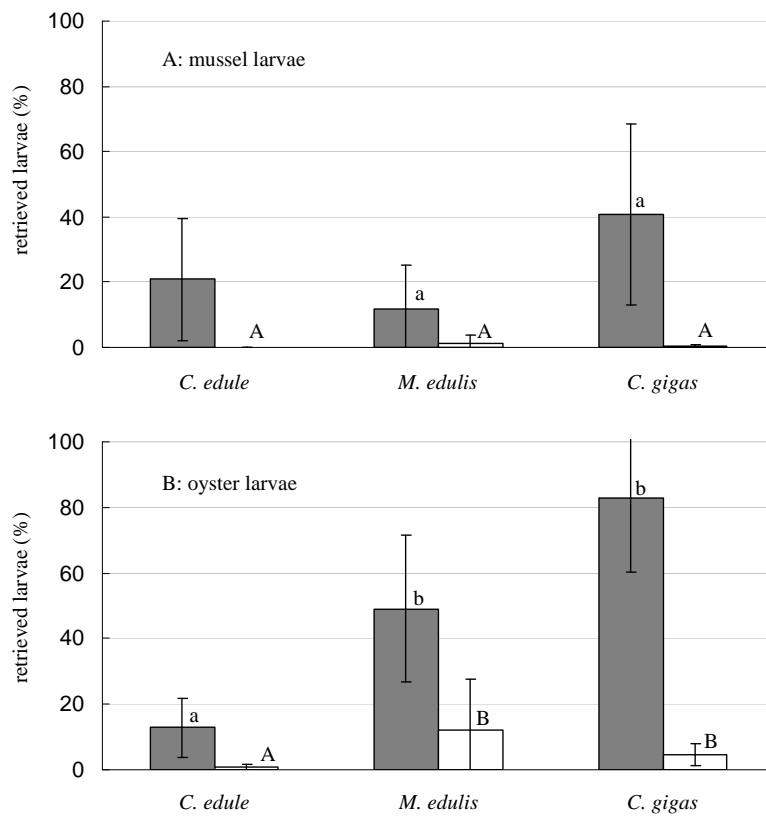 100
A: mussel larvae
80
60
40
20
0
retrieved larvae (%)
a
a
A
A
A
C. edule
M. edulis
C. gigas
100
B: oyster larvae
80
60
40
20
0
retrieved larvae (%)
b
b
a
B
B
A
C. edule
M. edulis
C. gigas